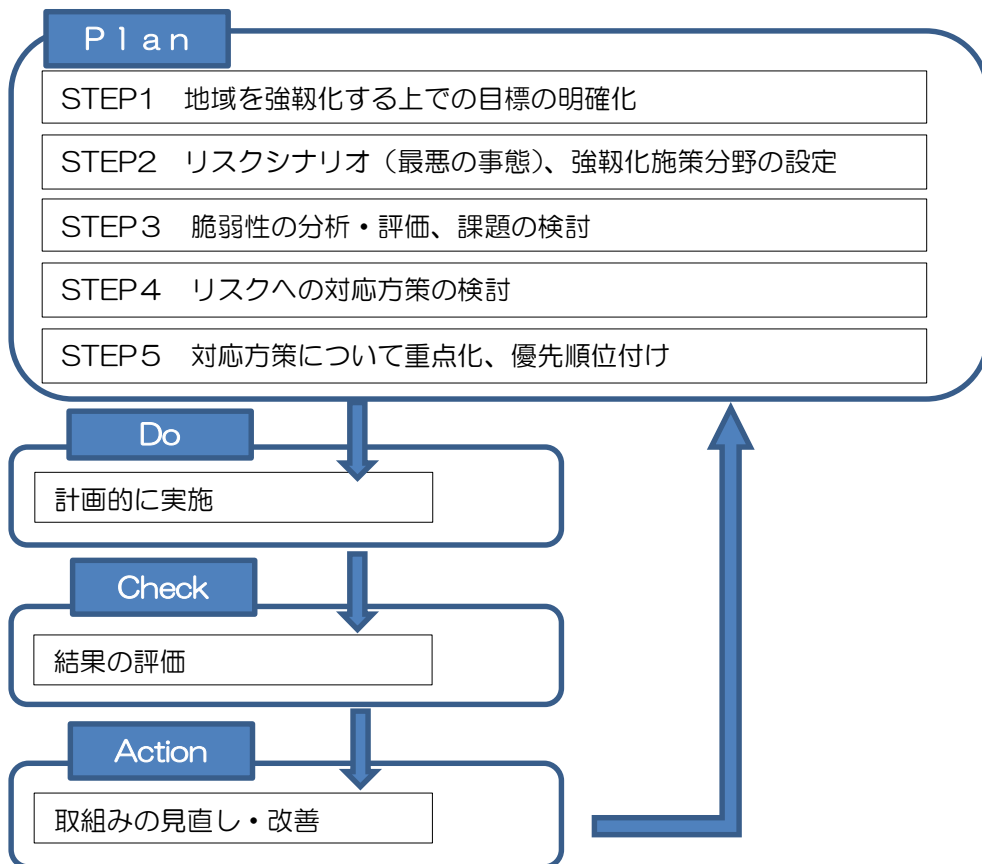 Plan
STEP1 地域を強靱化する上での目標の明確化
STEP2 リスクシナリオ（最悪の事態）、強靱化施策分野の設定
STEP3 脆弱性の分析・評価、課題の検討
STEP4 リスクへの対応方策の検討
STEP5 対応方策について重点化、優先順位付け
Do
計画的に実施
Check
結果の評価
Action
取組みの見直し・改善